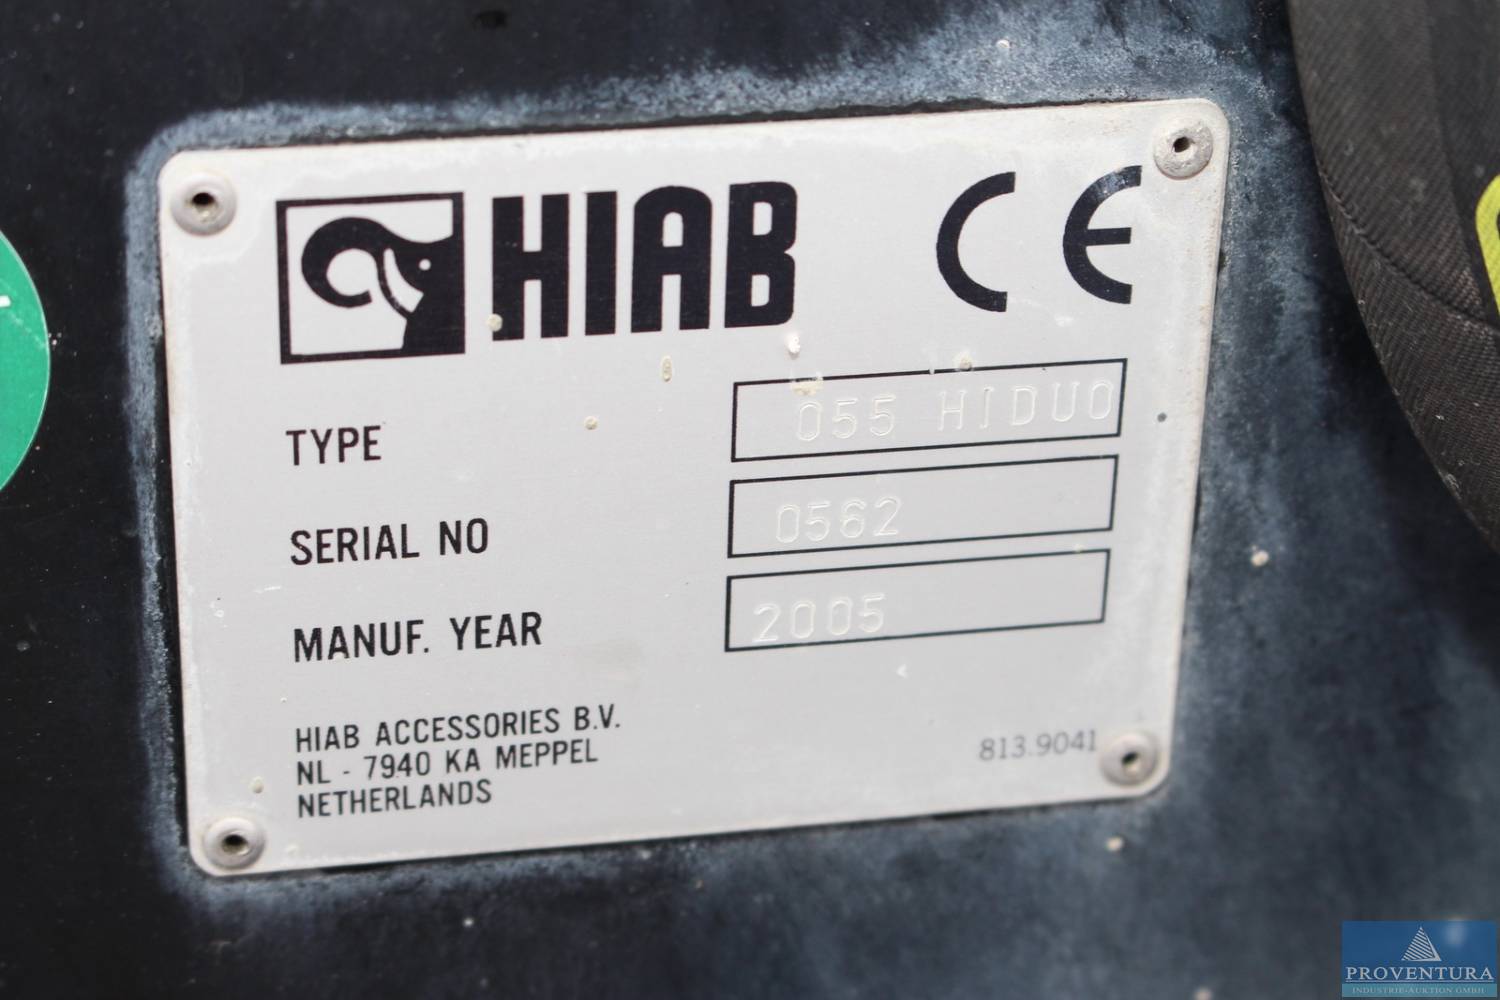 HIAB CE
TYPE 055 HIDUO
SERIAL NO 0562
MANUF. YEAR 2005
HIAB ACCESSORIES B.V.
NL - 7940 KA MEPPEL
NETHERLANDS
813.9041
PROVENTURA
INDUSTRIE-AUKTION GMBH